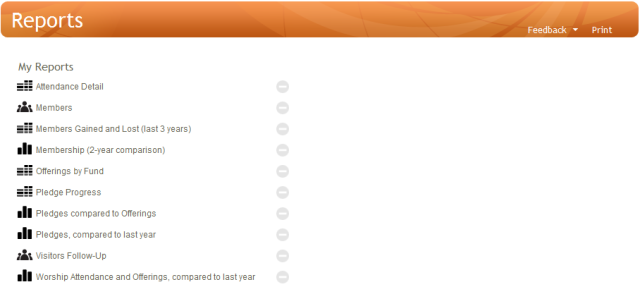 Reports
Feedback Print
My Reports
Attendance Detail
Members
Members Gained and Lost (last 3 years)
Membership (2-year comparison)
Offerings by Fund
Pledge Progress
Pledges compared to Offerings
Pledges, compared to last year
Visitors Follow-Up
Worship Attendance and Offerings, compared to last year